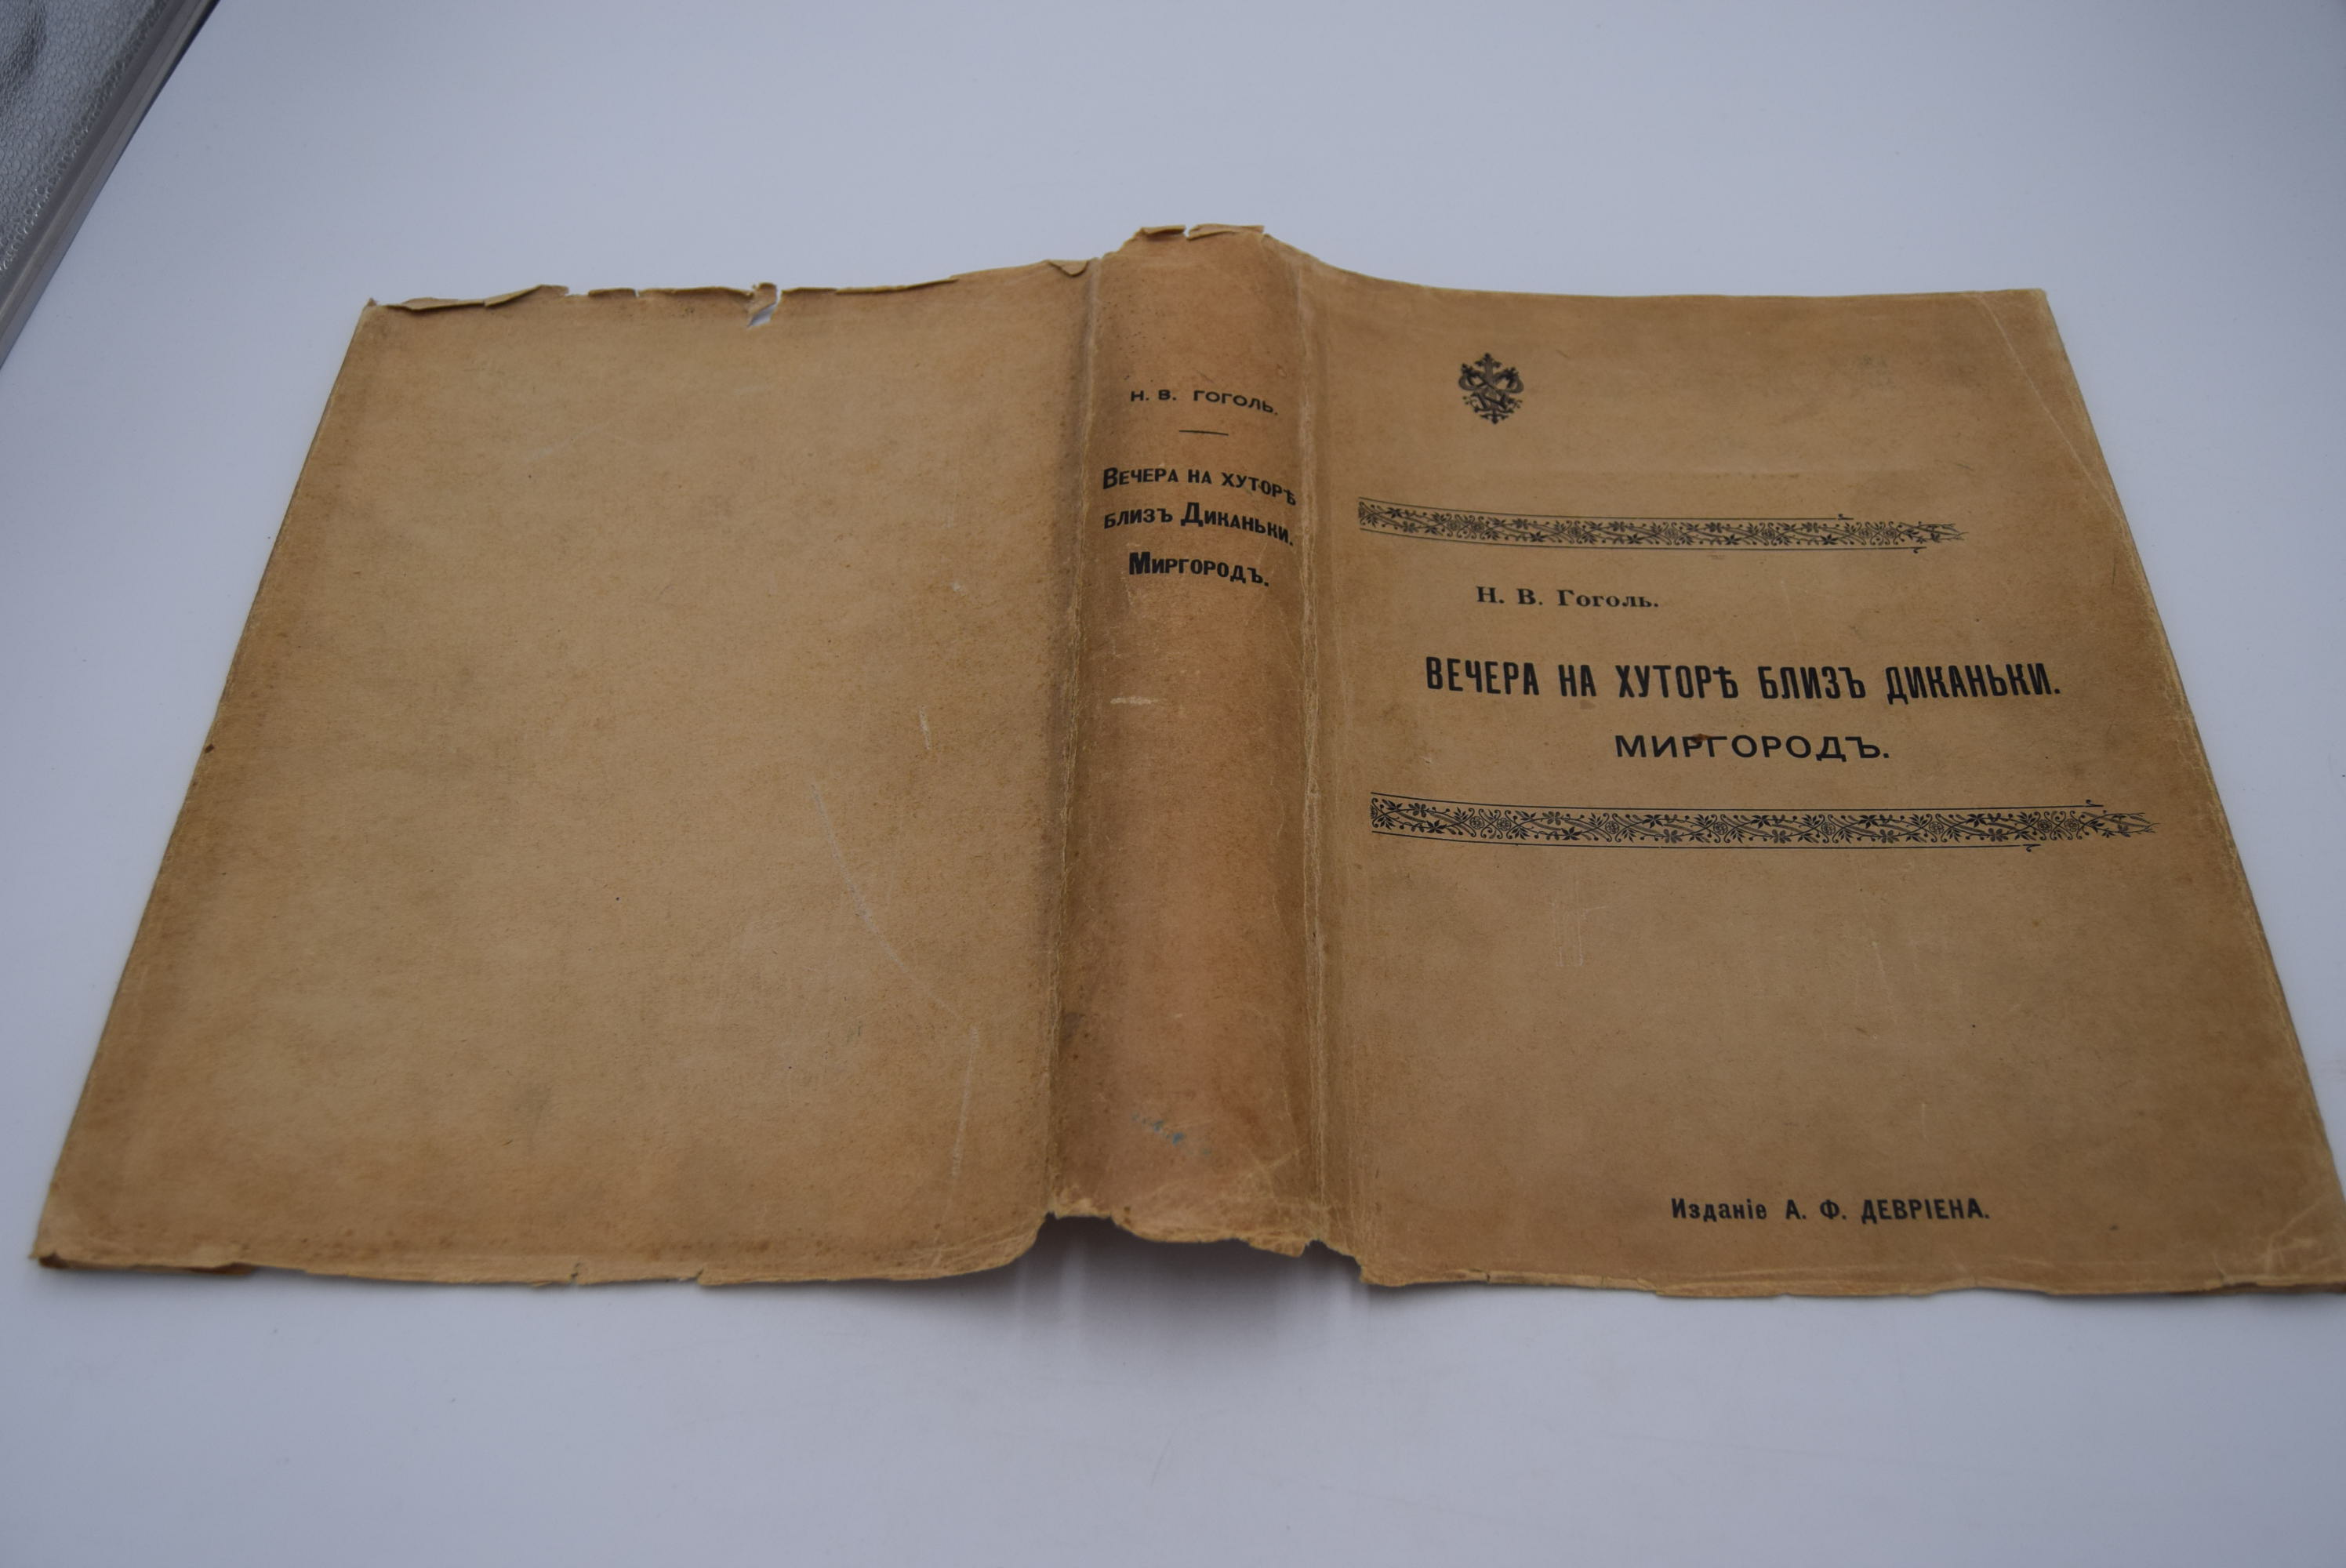 Н. В. ГОГОЛЬ.
Вечера на хуторѣ
близъ Диканьки.
Миргородъ.
Н. В. Гоголь.
ВЕЧЕРА НА ХУТОРѢ БЛИЗЪ ДИКАНЬКИ.
МИРГОРОДЪ.
Изданіе А. Ф. ДЕВРІЕНА.